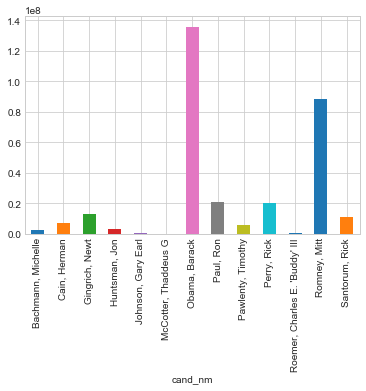 1e8
1.4
1.2
1.0
0.8
0.6
0.4
0.2
0.0
Bachmann, Michelle
Cain, Herman
Gingrich, Newt
Huntsman, Jon
Johnson, Gary Earl
McCotter, Thaddeus G
Obama, Barack
Paul, Ron
Pawlenty, Timothy
Perry, Rick
Roemer, Charles E. 'Buddy' III
Romney, Mitt
Santorum, Rick
cand_nm